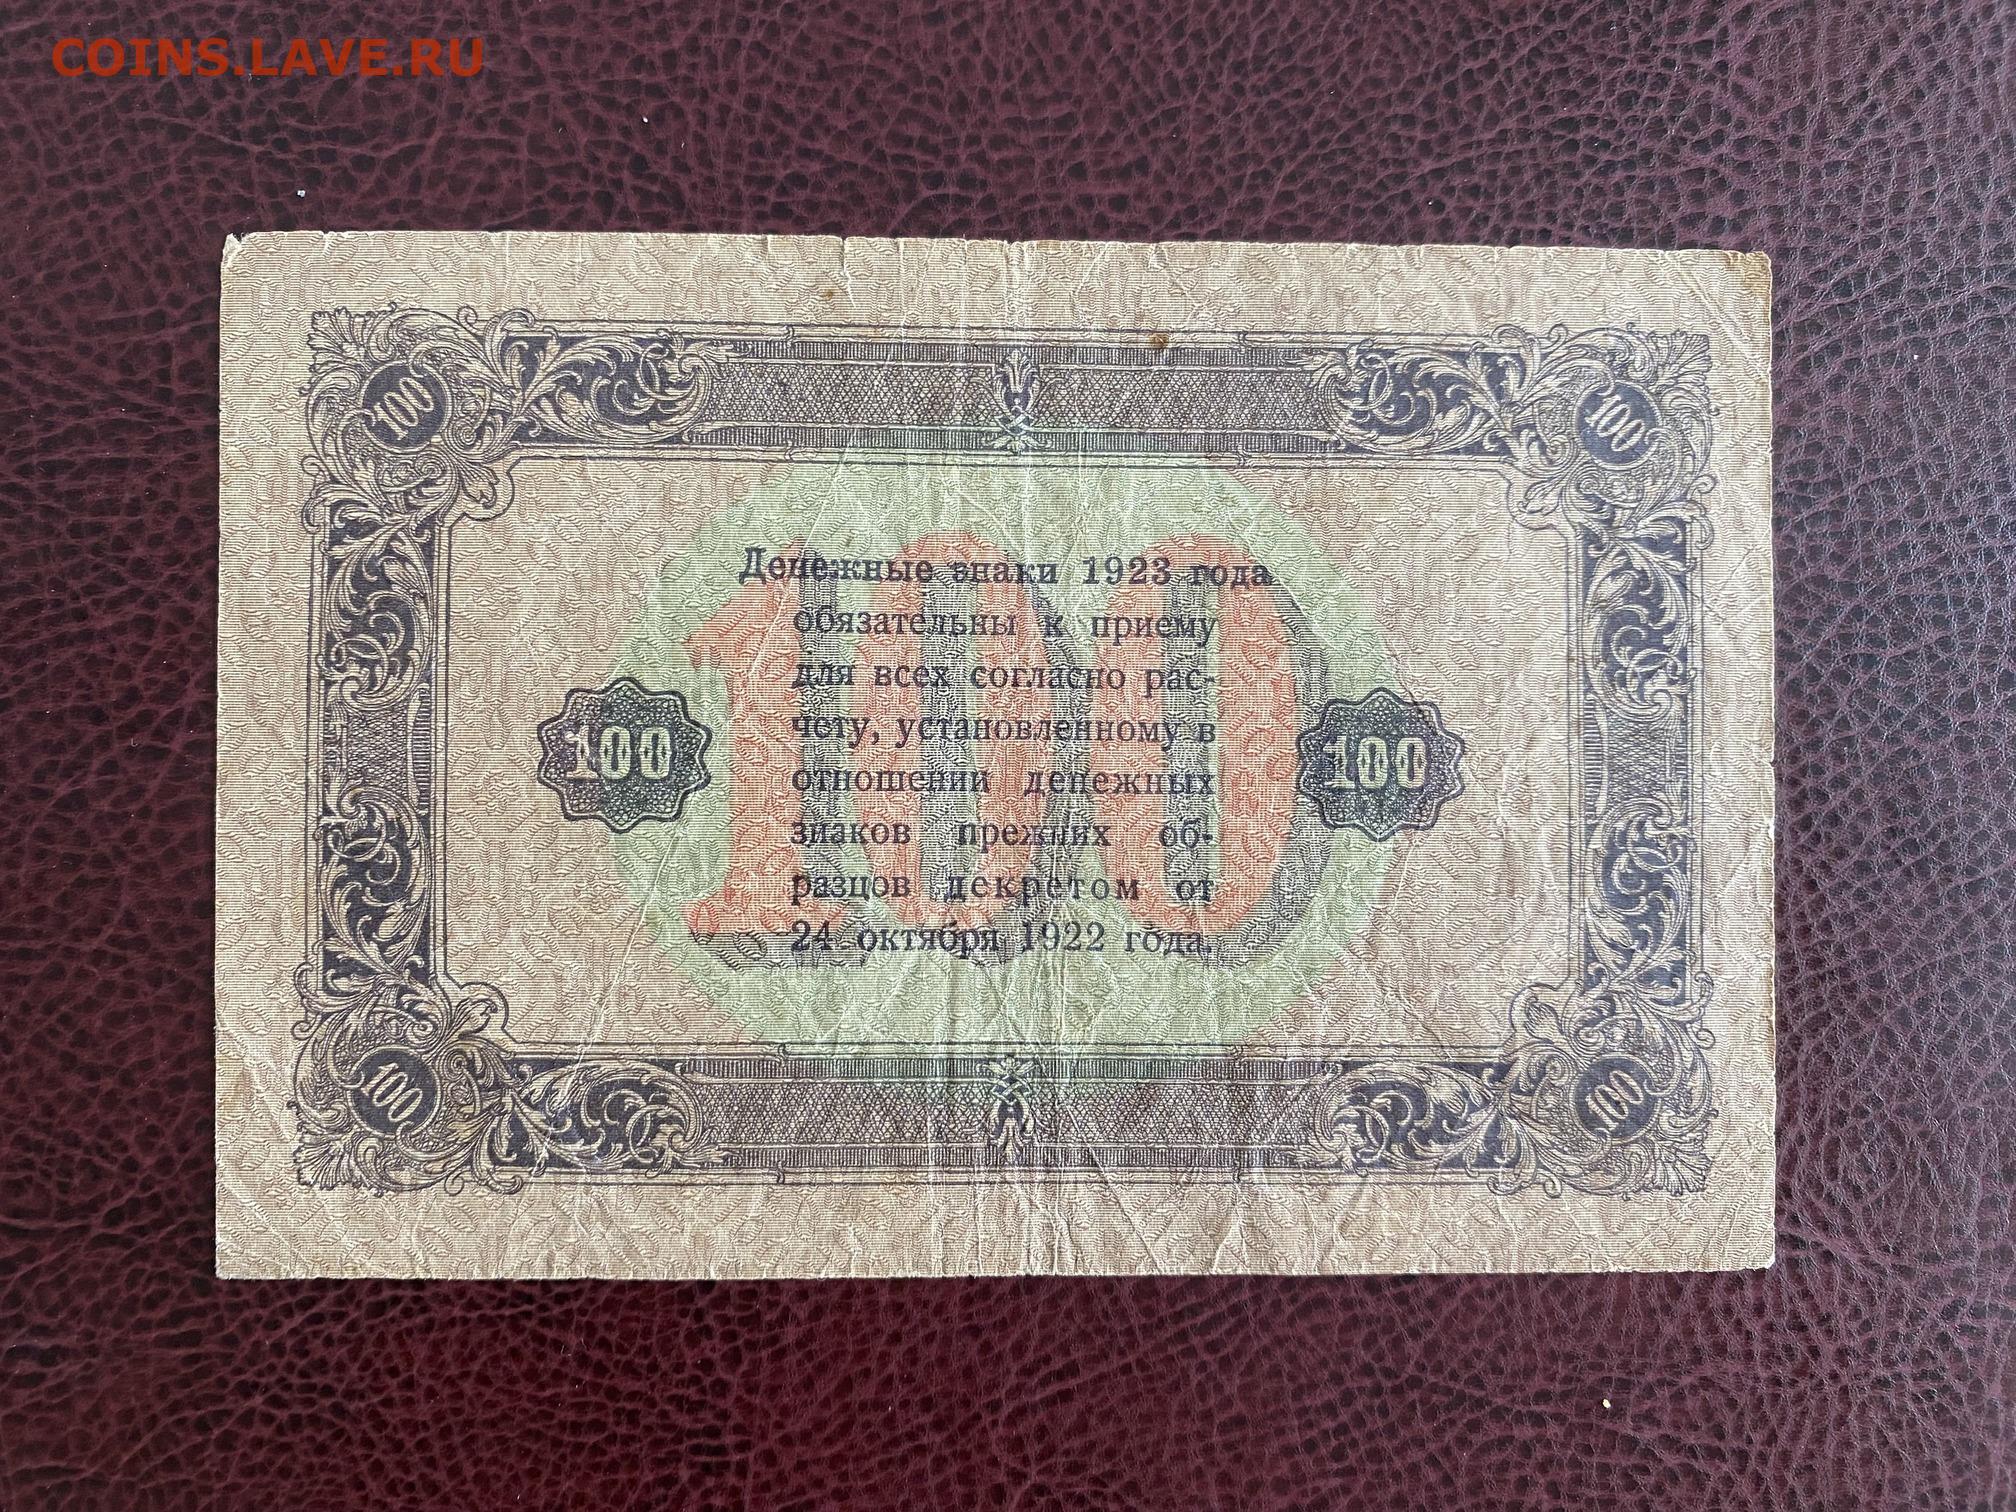 COINS.LAVE.RU
100
100
Денежные знаки 1923 года
обязательны к приему
для всех согласно рас-
чету, установленному в
отношении денежных
знаков прежних об-
разцов декретом от
24 октября 1922 года.
100
100
100
100
100